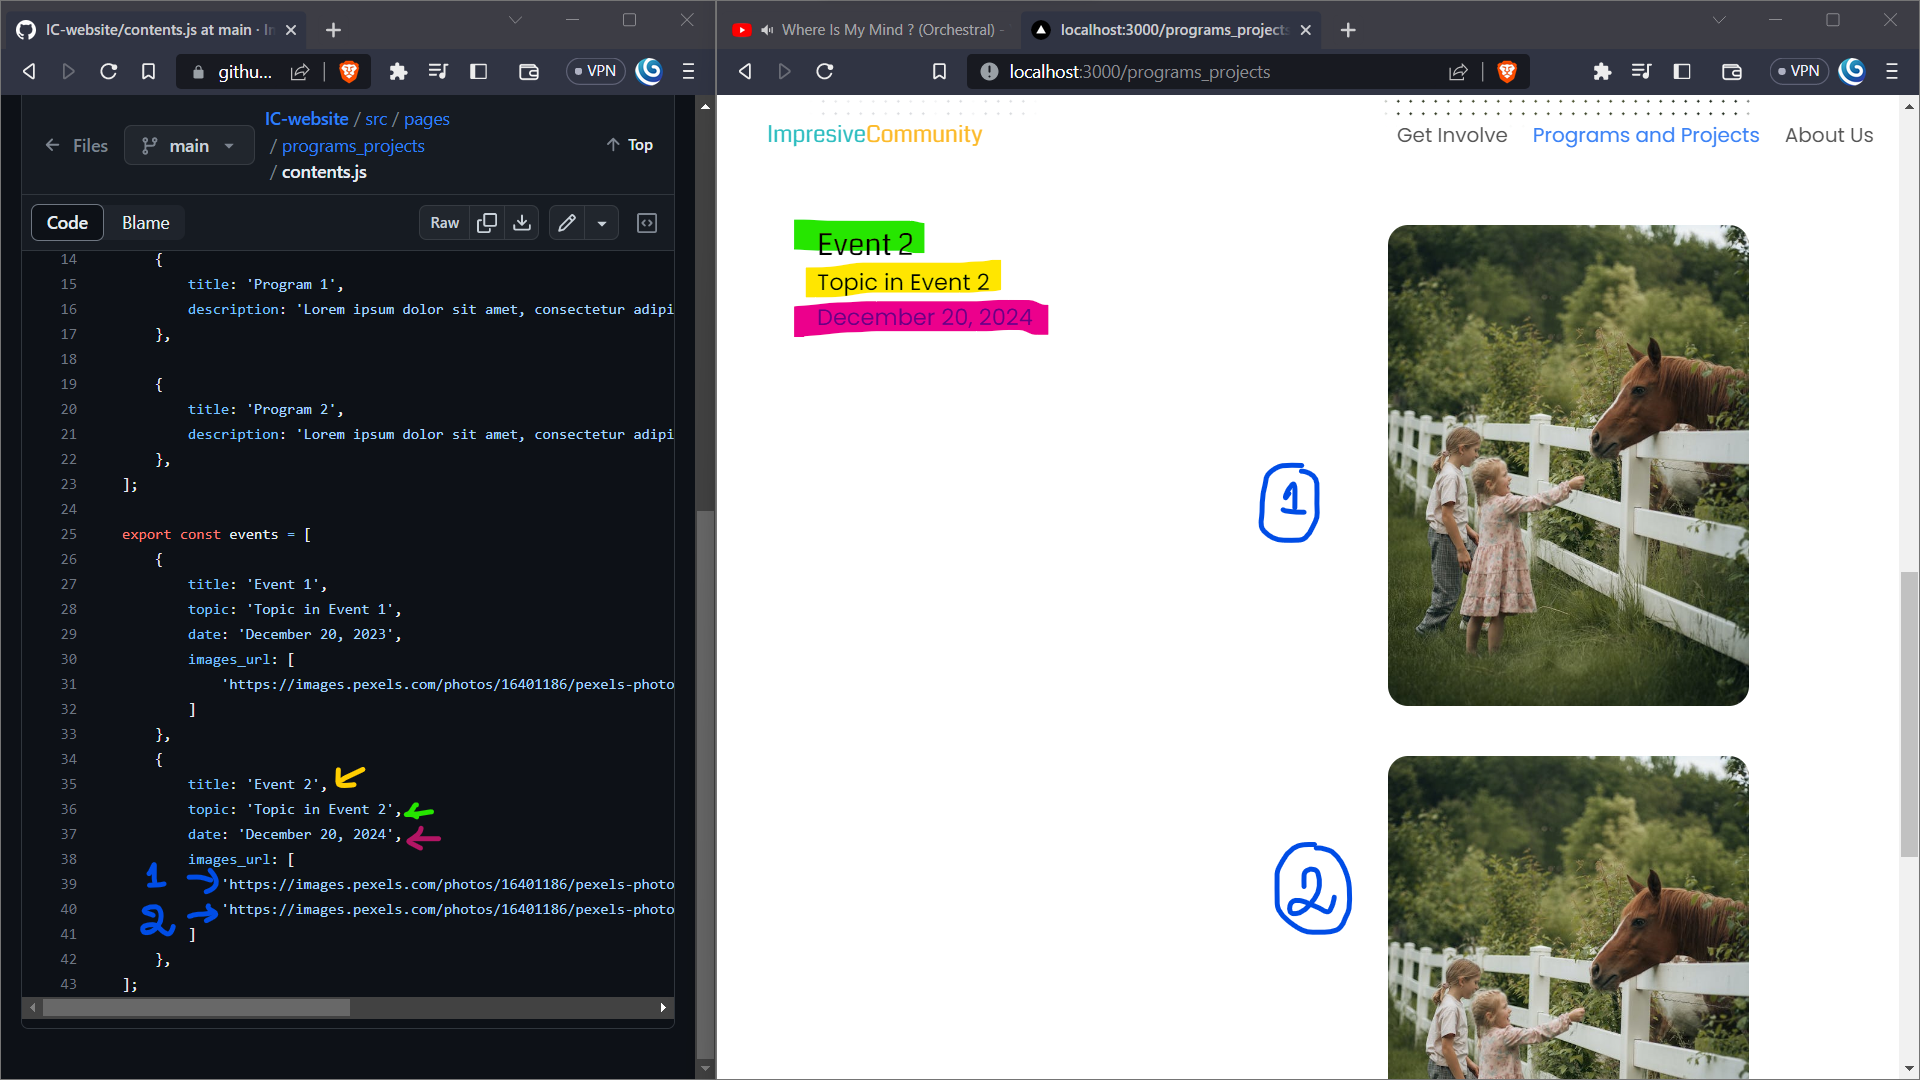 IC-website/contents.js at main · In
githu...
VPN
Files
main
IC-website / src / pages
/ programs_projects
/ contents.js
Top
Code
Blame
Raw
14 {
15 title: 'Program 1',
16 description: 'Lorem ipsum dolor sit amet, consectetur adipi
17 },
18
19 {
20 title: 'Program 2',
21 description: 'Lorem ipsum dolor sit amet, consectetur adipi
22 },
23 ];
24
25 export const events = [
26 {
27 title: 'Event 1',
28 topic: 'Topic in Event 1',
29 date: 'December 20, 2023',
30 images_url: [
31 'https://images.pexels.com/photos/16401186/pexels-photo
32 ]
33 },
34 {
35 title: 'Event 2',
36 topic: 'Topic in Event 2',
37 date: 'December 20, 2024',
38 images_url: [
1
39 'https://images.pexels.com/photos/16401186/pexels-photo
2
40 'https://images.pexels.com/photos/16401186/pexels-photo
41 ]
42 },
43 ];
Where Is My Mind ? (Orchestral) -
localhost:3000/programs_projects
localhost:3000/programs_projects
VPN
ImpresiveCommunity
Get Involve
Programs and Projects
About Us
Event 2
Topic in Event 2
December 20, 2024
1
2